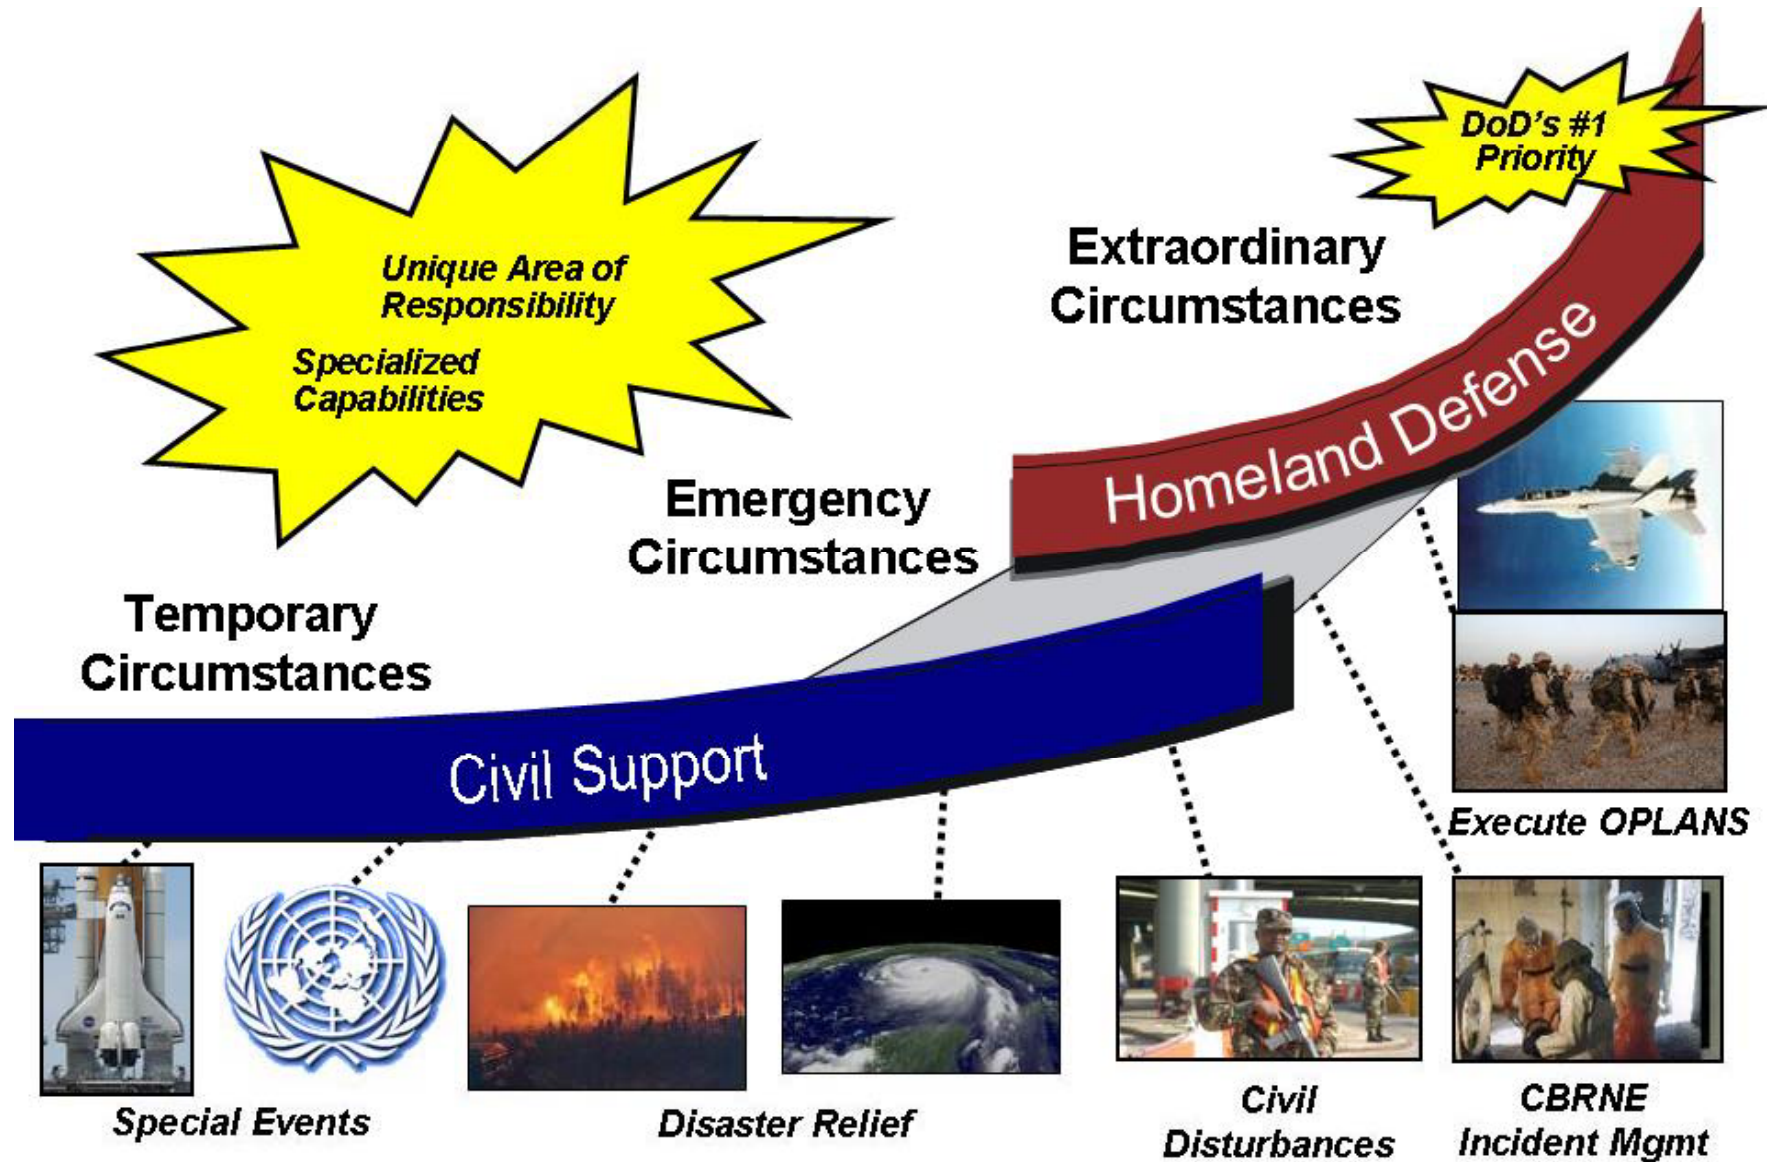 DoD's #1
Priority
Unique Area of
Responsibility
Specialized
Capabilities
Extraordinary
Circumstances
Homeland Defense
Emergency
Circumstances
Temporary
Circumstances
Civil Support
Execute OPLANS
Special Events
Disaster Relief
Civil
Disturbances
CBRNE
Incident Mgmt